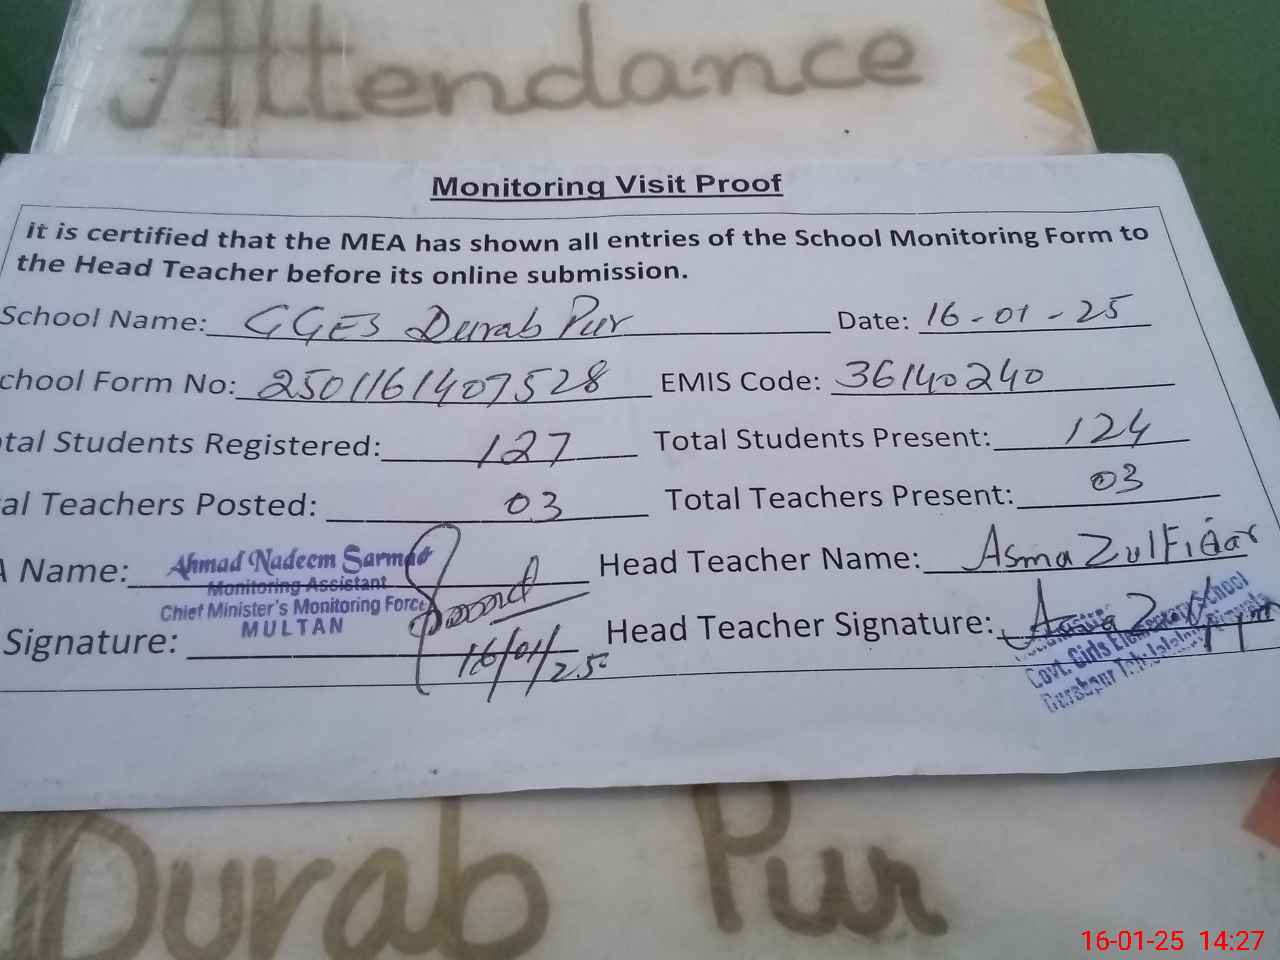 Attendance
Monitoring Visit Proof
it is certified that the MEA has shown all entries of the School Monitoring Form to
the Head Teacher before its online submission.
School Name: GGES Durab Pur Date: 16-01-25
chool Form No: 2501161407528 EMIS Code: 36140240
tal Students Registered: 127 Total Students Present: 124
al Teachers Posted: 03 Total Teachers Present: 03
A Name: Ahmad Nadeem Sarmad Head Teacher Name: Asma Zulfiqar
Monitoring Assistant
Chief Minister's Monitoring Force
MULTAN
Signature: 16/01/25 Head Teacher Signature:
Govt. Girls Elementary School
Durabpur
Durab Pur
16-01-25 14:27